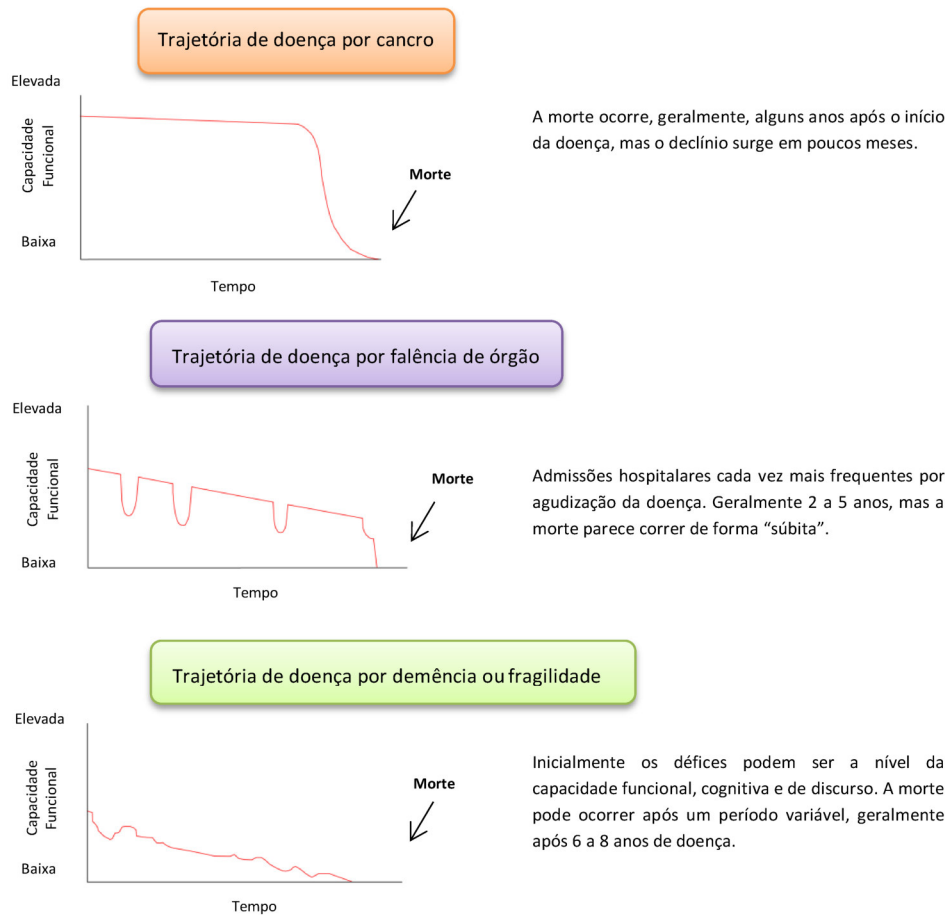 Trajetória de doença por cancro
Elevada
Capacidade
Funcional
Baixa
Tempo
Morte
A morte ocorre, geralmente, alguns anos após o início
da doença, mas o declínio surge em poucos meses.
Trajetória de doença por falência de órgão
Elevada
Capacidade
Funcional
Baixa
Tempo
Morte
Admissões hospitalares cada vez mais frequentes por
agudização da doença. Geralmente 2 a 5 anos, mas a
morte parece correr de forma “súbita”.
Trajetória de doença por demência ou fragilidade
Elevada
Capacidade
Funcional
Baixa
Tempo
Morte
Inicialmente os défices podem ser a nível da
capacidade funcional, cognitiva e de discurso. A morte
pode ocorrer após um período variável, geralmente
após 6 a 8 anos de doença.